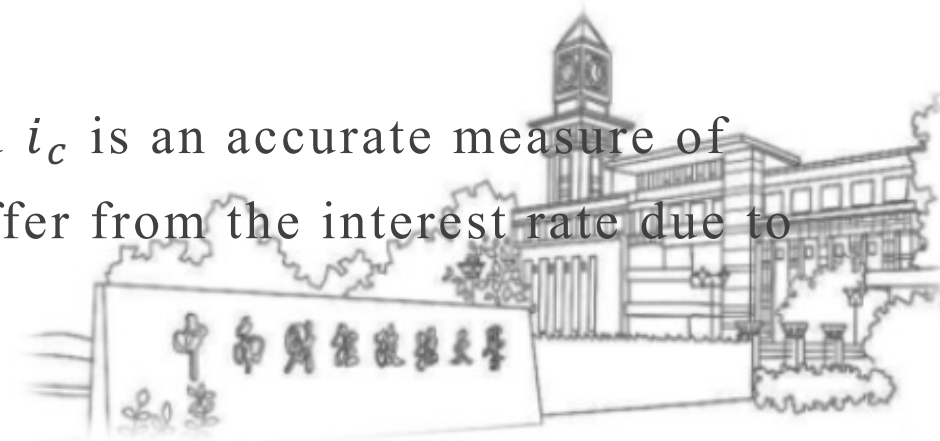 i_c is an accurate measure of
ffer from the interest rate due to
中南财经政法大学